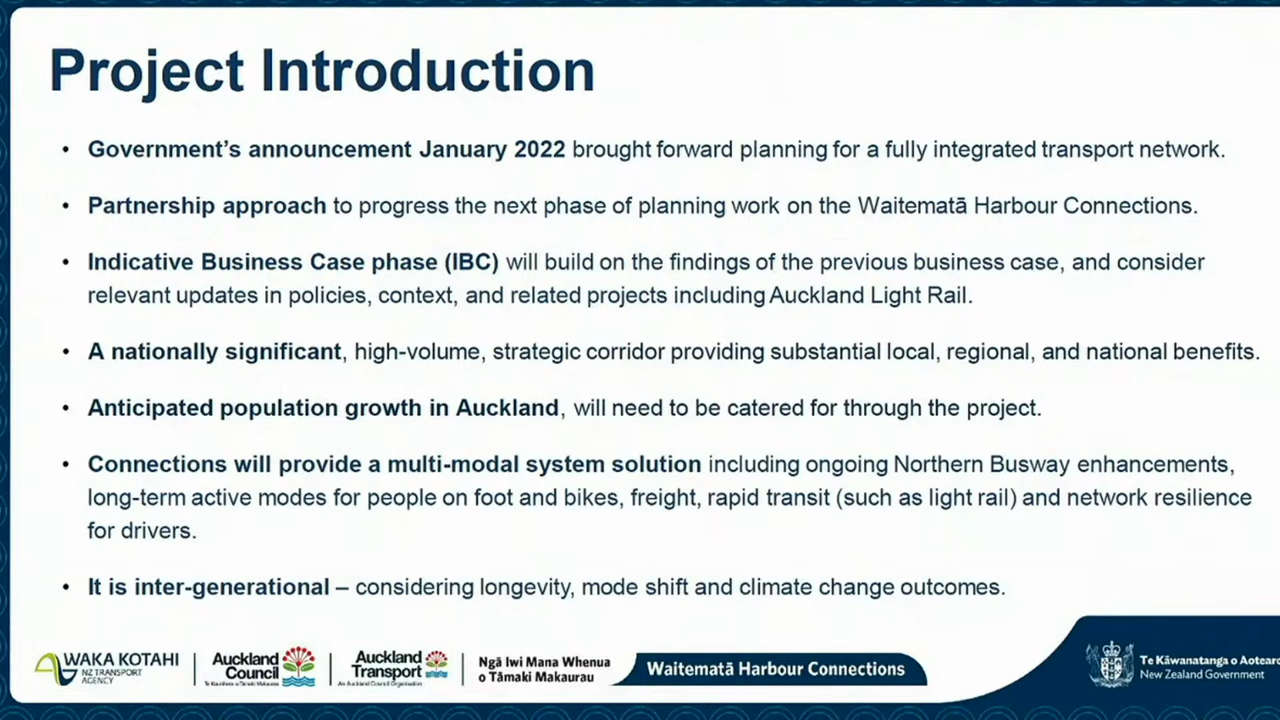 Project Introduction
• Government's announcement January 2022 brought forward planning for a fully integrated transport network.
• Partnership approach to progress the next phase of planning work on the Waitematā Harbour Connections.
• Indicative Business Case phase (IBC) will build on the findings of the previous business case, and consider
relevant updates in policies, context, and related projects including Auckland Light Rail.
• A nationally significant, high-volume, strategic corridor providing substantial local, regional, and national benefits.
• Anticipated population growth in Auckland, will need to be catered for through the project.
• Connections will provide a multi-modal system solution including ongoing Northern Busway enhancements,
long-term active modes for people on foot and bikes, freight, rapid transit (such as light rail) and network resilience
for drivers.
• It is inter-generational – considering longevity, mode shift and climate change outcomes.
WAKA KOTAHI
NZ TRANSPORT
AGENCY
Auckland
Council
Te Kaunihera o Tāmaki Makaurau
Auckland
Transport
An Auckland Council Organisation
Ngā Iwi Mana Whenua
o Tāmaki Makaurau
Waitematā Harbour Connections
Te Kāwanatanga o Aotearo
New Zealand Government